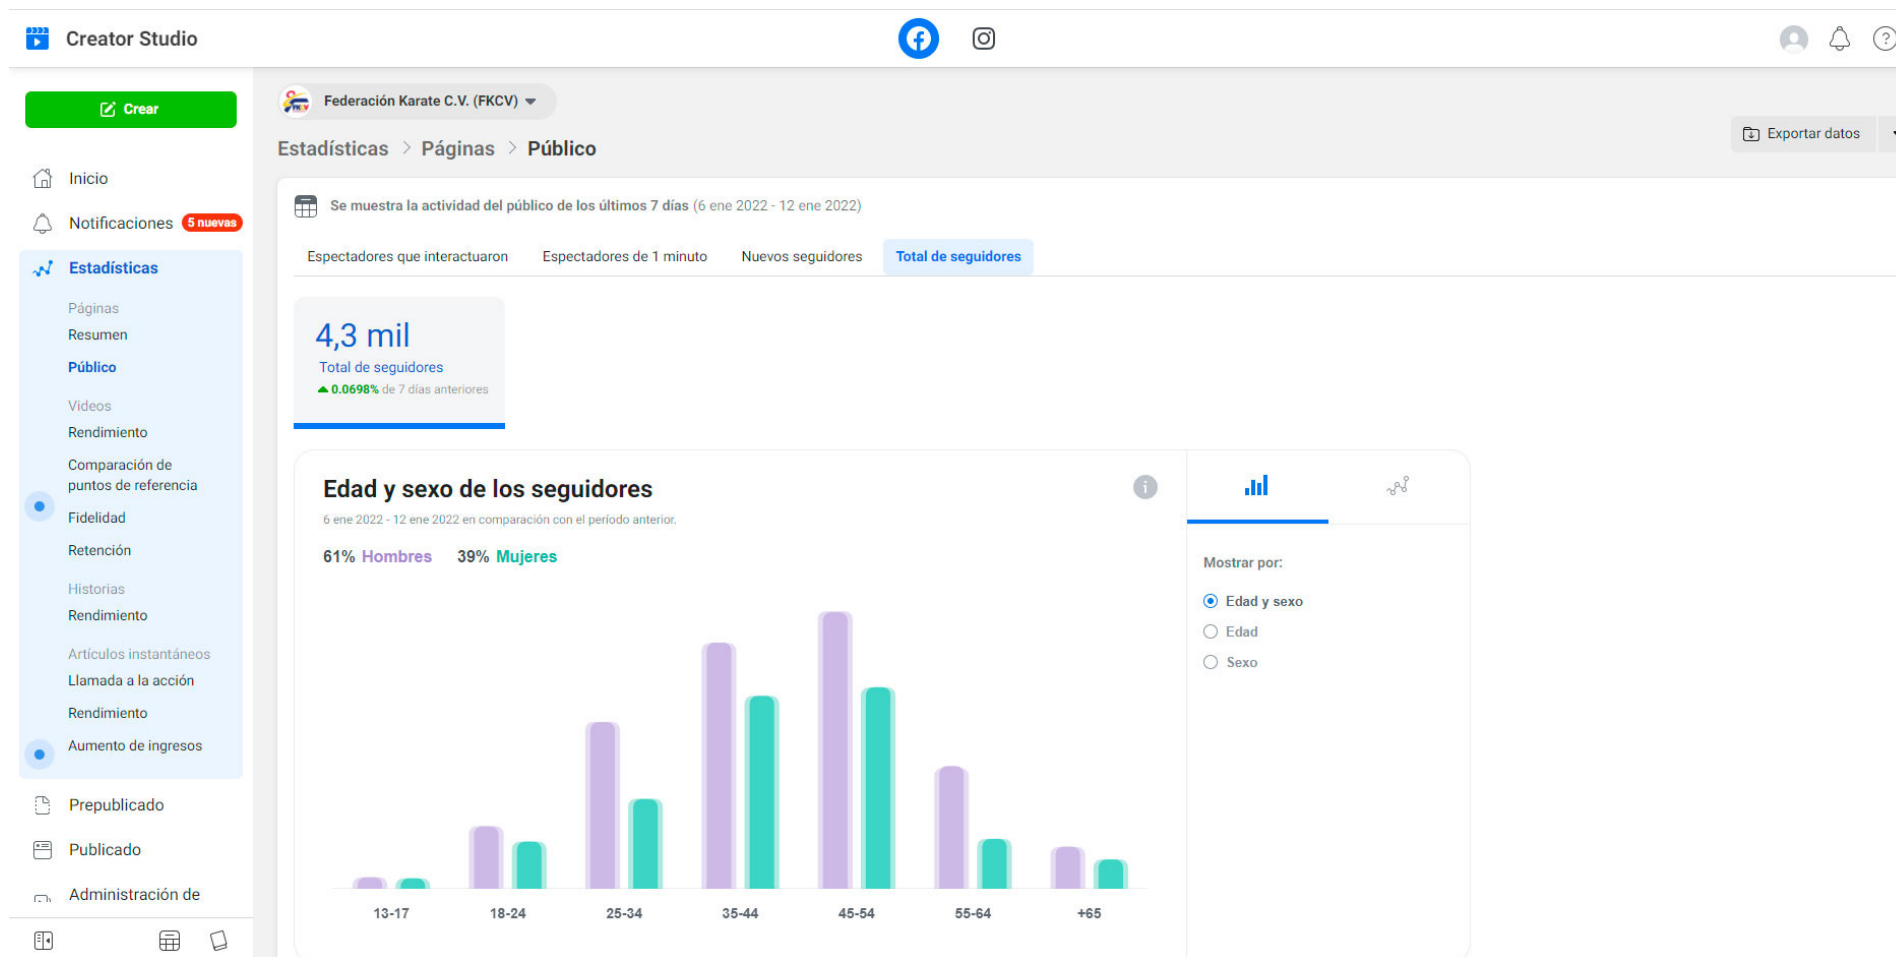 Creator Studio
?
Crear
Federación Karate C.V. (FKCV)
Estadísticas > Páginas > Público
Exportar datos
Inicio
Notificaciones 5 nuevas
Estadísticas
Páginas
Resumen
Público
Videos
Rendimiento
Comparación de
puntos de referencia
Fidelidad
Retención
Historias
Rendimiento
Artículos instantáneos
Llamada a la acción
Rendimiento
Aumento de ingresos
Prepublicado
Publicado
Administración de
Se muestra la actividad del público de los últimos 7 días (6 ene 2022 - 12 ene 2022)
Espectadores que interactuaron Espectadores de 1 minuto Nuevos seguidores Total de seguidores
4,3 mil
Total de seguidores
0.0698% de 7 días anteriores
Edad y sexo de los seguidores
6 ene 2022 - 12 ene 2022 en comparación con el período anterior.
61% Hombres 39% Mujeres
13-17 18-24 25-34 35-44 45-54 55-64 +65
Mostrar por:
Edad y sexo
Edad
Sexo